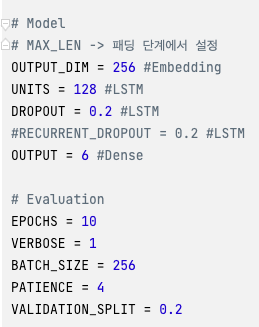 # Model
# MAX_LEN -> 패딩 단계에서 설정
OUTPUT_DIM = 256 #Embedding
UNITS = 128 #LSTM
DROPOUT = 0.2 #LSTM
#RECURRENT_DROPOUT = 0.2 #LSTM
OUTPUT = 6 #Dense

# Evaluation
EPOCHS = 10
VERBOSE = 1
BATCH_SIZE = 256
PATIENCE = 4
VALIDATION_SPLIT = 0.2